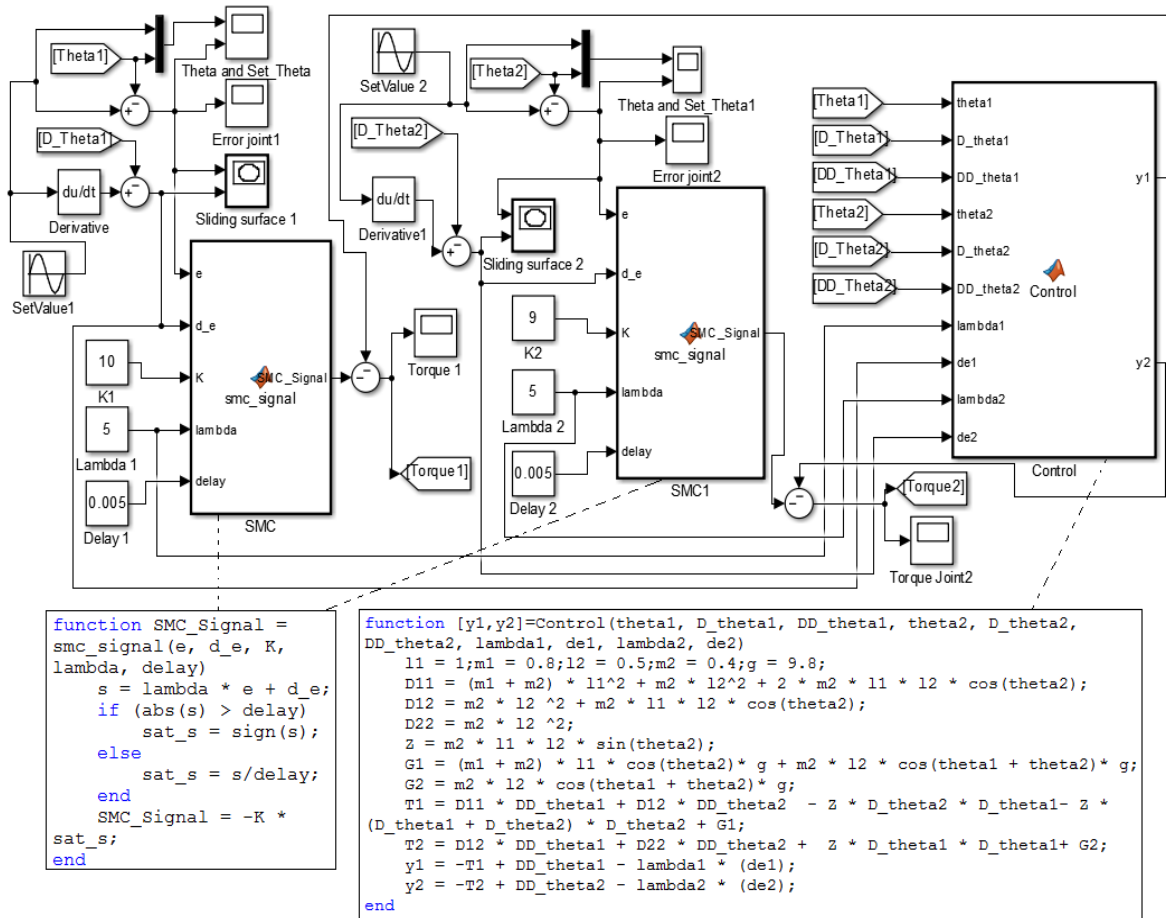 [Theta1]
Theta and Set_Theta
Error joint1
[D_Theta1]
du/dt
Derivative
Sliding surface 1
SetValue1
10
K1
5
Lambda 1
0.005
Delay 1
e
d_e
K
lambda
delay
SMC_Signal
smc_signal
SMC
Torque 1
[Torque1]
SetValue 2
[Theta2]
Theta and Set_Theta1
[D_Theta2]
Error joint2
du/dt
Derivative1
Sliding surface 2
9
K2
5
Lambda 2
0.005
Delay 2
e
d_e
K
lambda
delay
SMC_Signal
smc_signal
SMC1
[Torque2]
Torque Joint2
[Theta1]
[D_Theta1]
[DD_Theta1]
[Theta2]
[D_Theta2]
[DD_Theta2]
theta1
D_theta1
DD_theta1
theta2
D_theta2
DD_theta2
lambda1
de1
lambda2
de2
y1
y2
Control
Control
function SMC_Signal =
smc_signal(e, d_e, K,
lambda, delay)
s = lambda * e + d_e;
if (abs(s) > delay)
sat_s = sign(s);
else
sat_s = s/delay;
end
SMC_Signal = -K *
sat_s;
end
function [y1,y2]=Control(theta1, D_theta1, DD_theta1, theta2, D_theta2,
DD_theta2, lambda1, de1, lambda2, de2)
l1 = 1;m1 = 0.8;l2 = 0.5;m2 = 0.4;g = 9.8;
D11 = (m1 + m2) * l1^2 + m2 * l2^2 + 2 * m2 * l1 * l2 * cos(theta2);
D12 = m2 * l2 ^2 + m2 * l1 * l2 * cos(theta2);
D22 = m2 * l2 ^2;
Z = m2 * l1 * l2 * sin(theta2);
G1 = (m1 + m2) * l1 * cos(theta2)* g + m2 * l2 * cos(theta1 + theta2)* g;
G2 = m2 * l2 * cos(theta1 + theta2)* g;
T1 = D11 * DD_theta1 + D12 * DD_theta2 - Z * D_theta2 * D_theta1- Z *
(D_theta1 + D_theta2) * D_theta2 + G1;
T2 = D12 * DD_theta1 + D22 * DD_theta2 + Z * D_theta1 * D_theta1+ G2;
y1 = -T1 + DD_theta1 - lambda1 * (de1);
y2 = -T2 + DD_theta2 - lambda2 * (de2);
end